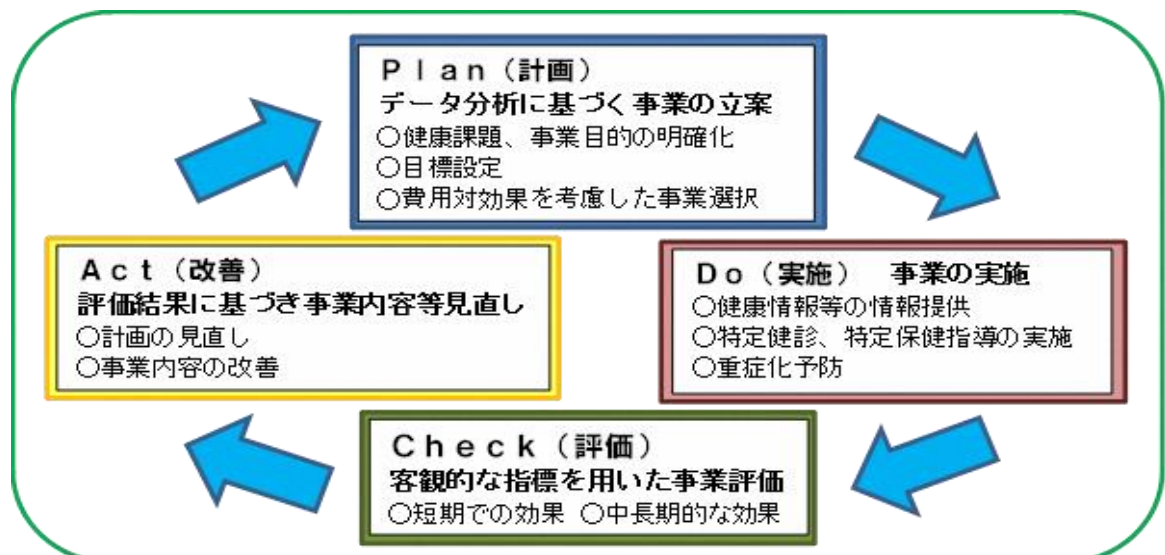 Plan(計画)
データ分析に基づく事業の立案
○健康課題、事業目的の明確化
○目標設定
○費用対効果を考慮した事業選択
Do(実施) 事業の実施
○健康情報等の情報提供
○特定健診、特定保健指導の実施
○重症化予防
Check(評価)
客観的な指標を用いた事業評価
○短期での効果 ○中長期的な効果
Act(改善)
評価結果に基づき事業内容等見直し
○計画の見直し
○事業内容の改善